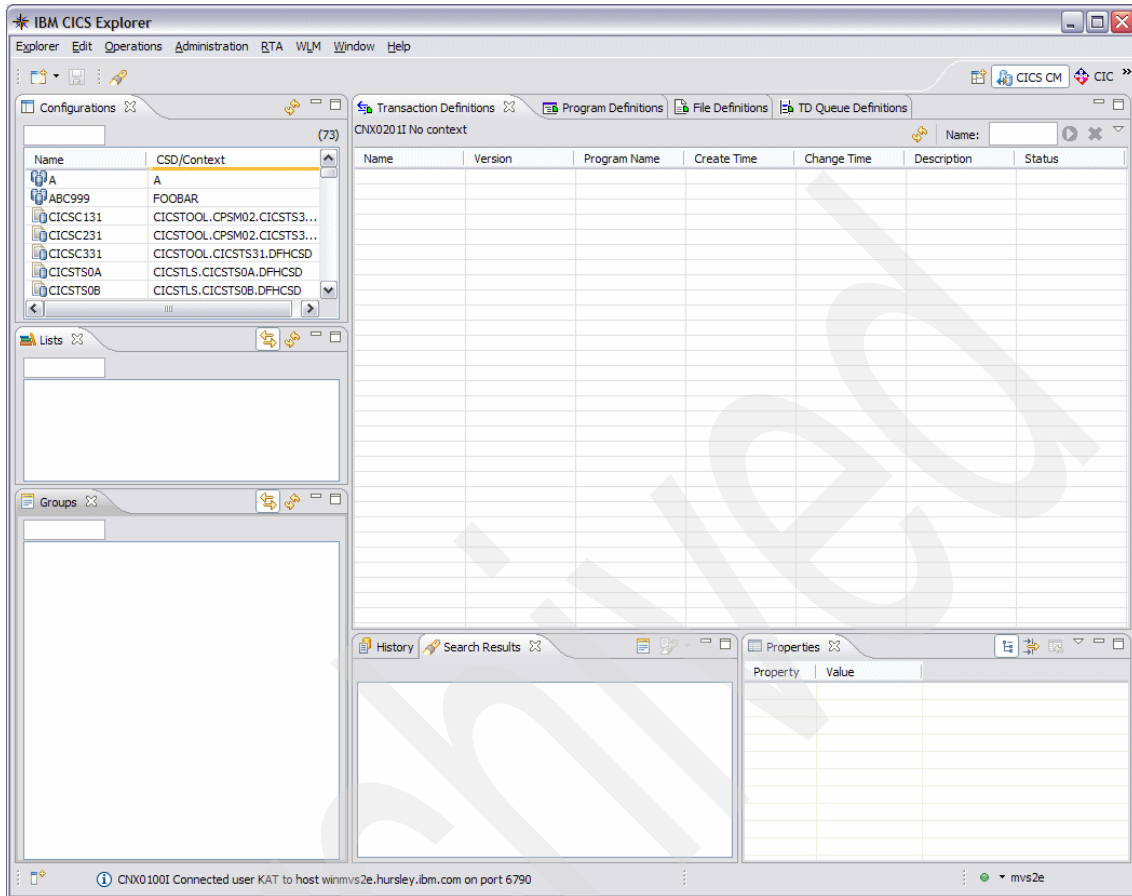 IBM CICS Explorer
Explorer Edit Operations Administration RTA WLM Window Help
CICS CM CIC »
Configurations
(73)
Name CSD/Context
A A
ABC999 FOOBAR
CICSC131 CICSTOOL.CPSM02.CICSTS3...
CICSC231 CICSTOOL.CPSM02.CICSTS3...
CICSC331 CICSTOOL.CICSTS31.DFHCSD
CICSTS0A CICSTLS.CICSTS0A.DFHCSD
CICSTS0B CICSTLS.CICSTS0B.DFHCSD
Lists
Groups
Transaction Definitions Program Definitions File Definitions TD Queue Definitions
CNX0201I No context Name:
Name Version Program Name Create Time Change Time Description Status
History Search Results
Properties
Property Value
CNX0100I Connected user KAT to host winmvs2e.hursley.ibm.com on port 6790
mvs2e
hived